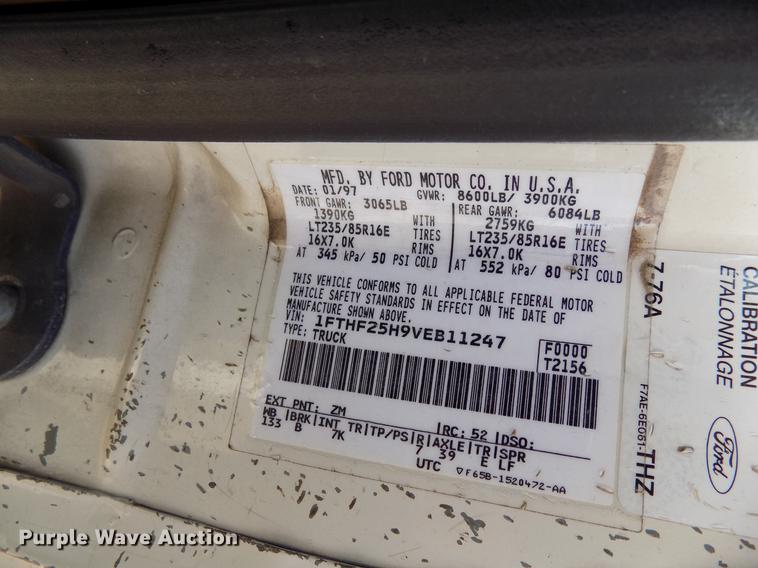 MFD. BY FORD MOTOR CO. IN U.S.A.
DATE: 01/97 GVWR: 8600LB/ 3900KG
FRONT GAWR: 3065LB REAR GAWR: 6084LB
1390KG WITH 2759KG WITH
LT235/85R16E TIRES LT235/85R16E TIRES
16X7.0K RIMS 16X7.0K RIMS
AT 345 kPa/ 50 PSI COLD AT 552 kPa/ 80 PSI COLD
THIS VEHICLE CONFORMS TO ALL APPLICABLE FEDERAL MOTOR
VEHICLE SAFETY STANDARDS IN EFFECT ON THE DATE OF
MANUFACTURE SHOWN ABOVE.
VIN: 1FTHF25H9VEB11247
TYPE: TRUCK
F0000
T2156
EXT PNT: ZM RC: 52 DSO:
WB BRK INT TR TP/PS R AXLE TR SPR
133 B 7K 7 39 E LF
UTC ▽F65B-1520472-AA
7-76A
F7AE-6E061-THZ
CALIBRATION
ÉTALONNAGE
Ford
Purple Wave Auction